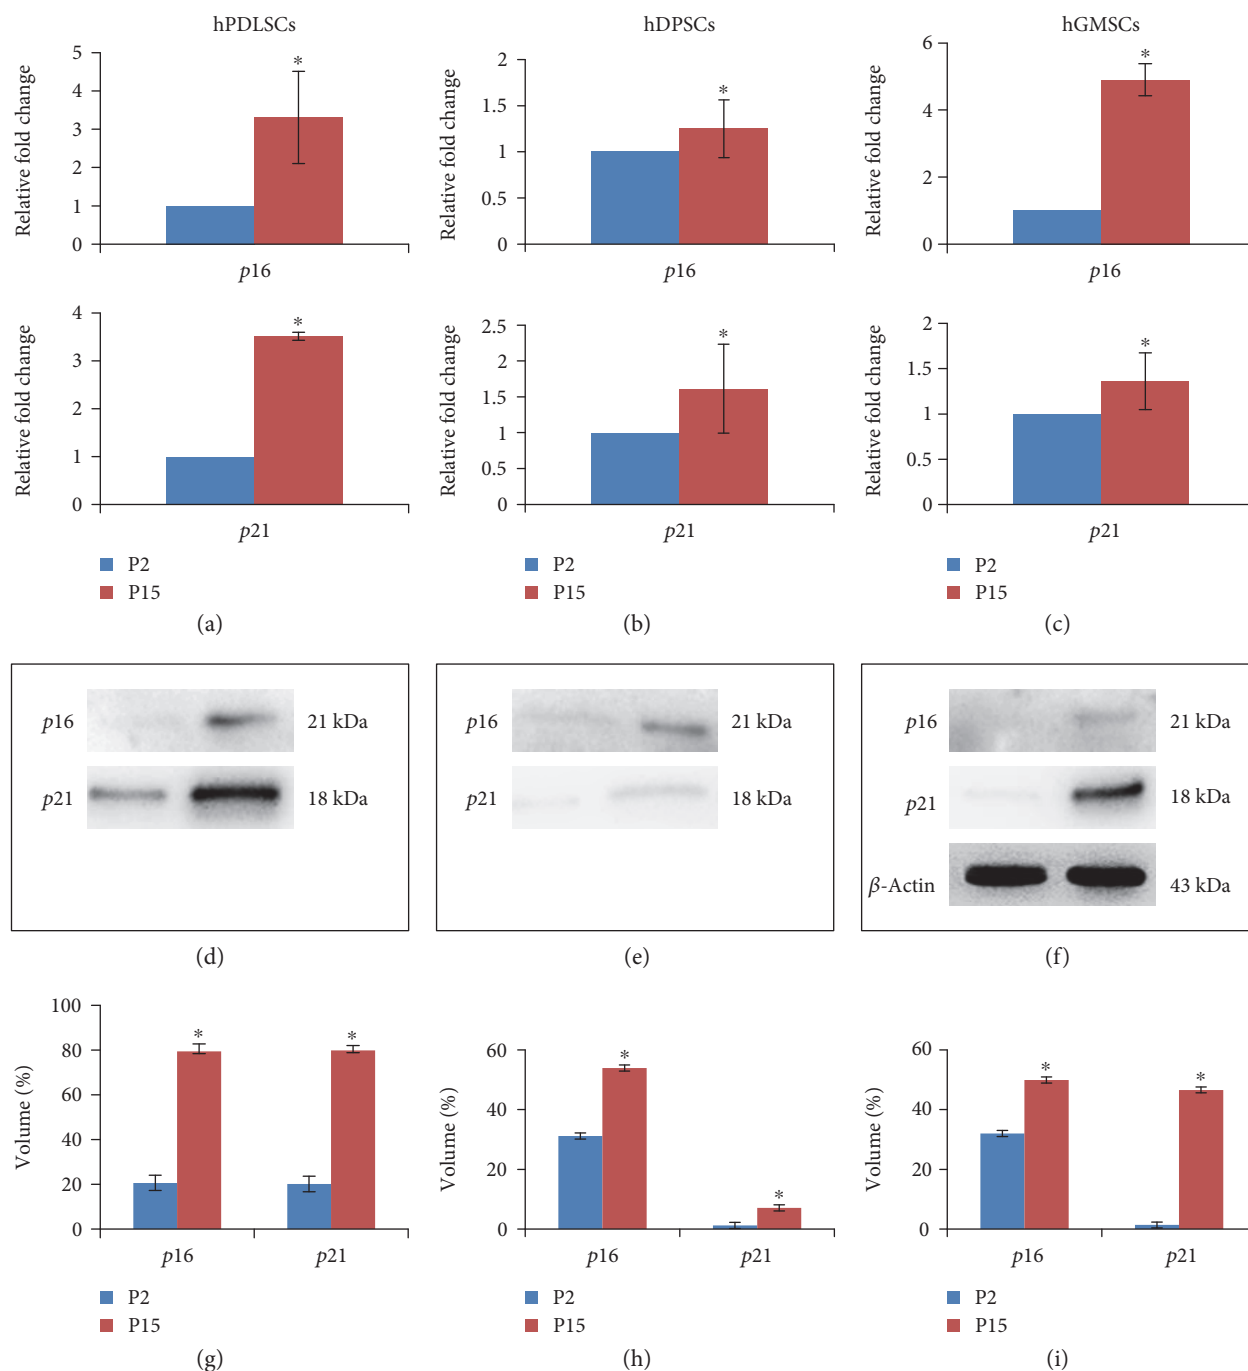 hPDLSCs
hDPSCs
hGMSCs
Relative fold change
5
4
3
2
1
0
*
p16
Relative fold change
2
1.5
1
0.5
0
*
p16
Relative fold change
6
4
2
0
*
p16
Relative fold change
4
3
2
1
0
*
p21
Relative fold change
2.5
2
1.5
1
0.5
0
*
p21
Relative fold change
2
1.5
1
0.5
0
*
p21
P2
P15
P2
P15
P2
P15
(a)
(b)
(c)
p16 21 kDa
p21 18 kDa
p16 21 kDa
p21 18 kDa
p16 21 kDa
p21 18 kDa
β-Actin 43 kDa
(d)
(e)
(f)
Volume (%)
100
80
60
40
20
0
* *
p16 p21
P2
P15
Volume (%)
60
40
20
0
* *
p16 p21
P2
P15
Volume (%)
60
40
20
0
* *
p16 p21
P2
P15
(g)
(h)
(i)